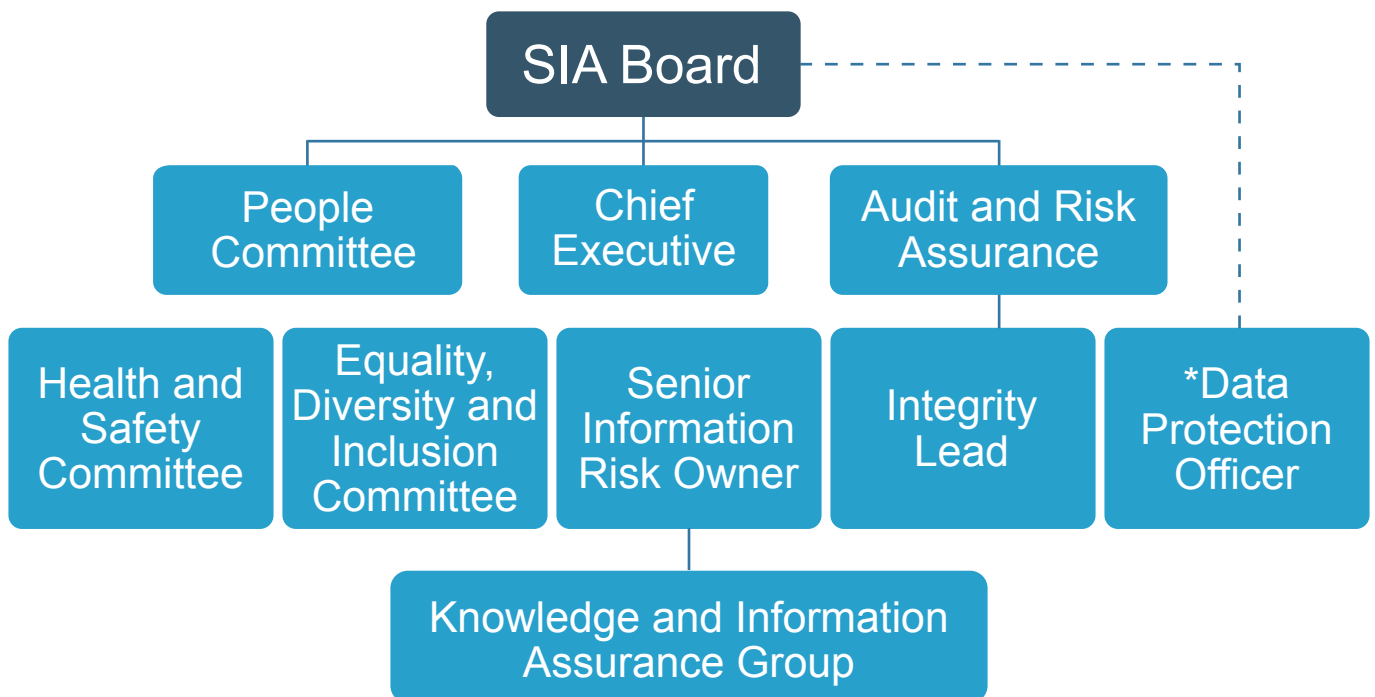 SIA Board
People
Committee
Chief
Executive
Audit and Risk
Assurance
Health and
Safety
Committee
Equality,
Diversity and
Inclusion
Committee
Senior
Information
Risk Owner
Integrity
Lead
*Data
Protection
Officer
Knowledge and Information
Assurance Group